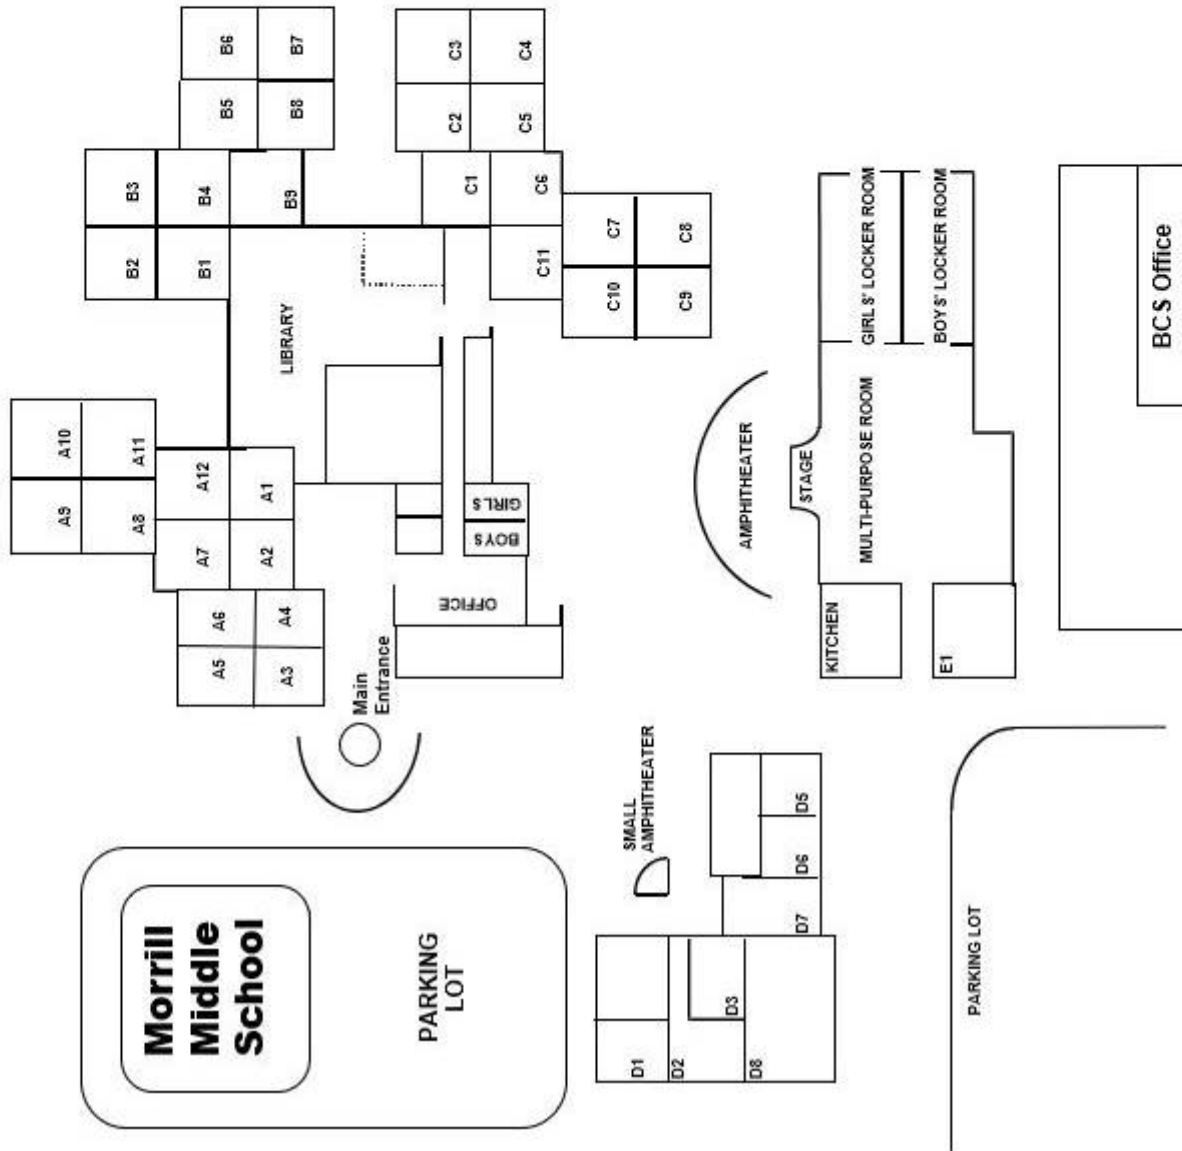 Morrill
Middle
School
PARKING
LOT
Main
Entrance
A9
A10
A8
A11
A7
A12
A2
A1
A5
A6
A3
A4
B2
B3
B1
B4
B9
B5
B6
B8
B7
LIBRARY
C1
C2
C3
C5
C4
C6
C11
C7
C10
C8
C9
OFFICE
BOYS
GIRLS
SMALL
AMPHITHEATER
D1
D2
D3
D8
D7
D6
D5
AMPHITHEATER
STAGE
KITCHEN
MULTI-PURPOSE ROOM
GIRLS' LOCKER ROOM
BOYS' LOCKER ROOM
E1
PARKING LOT
BCS Office